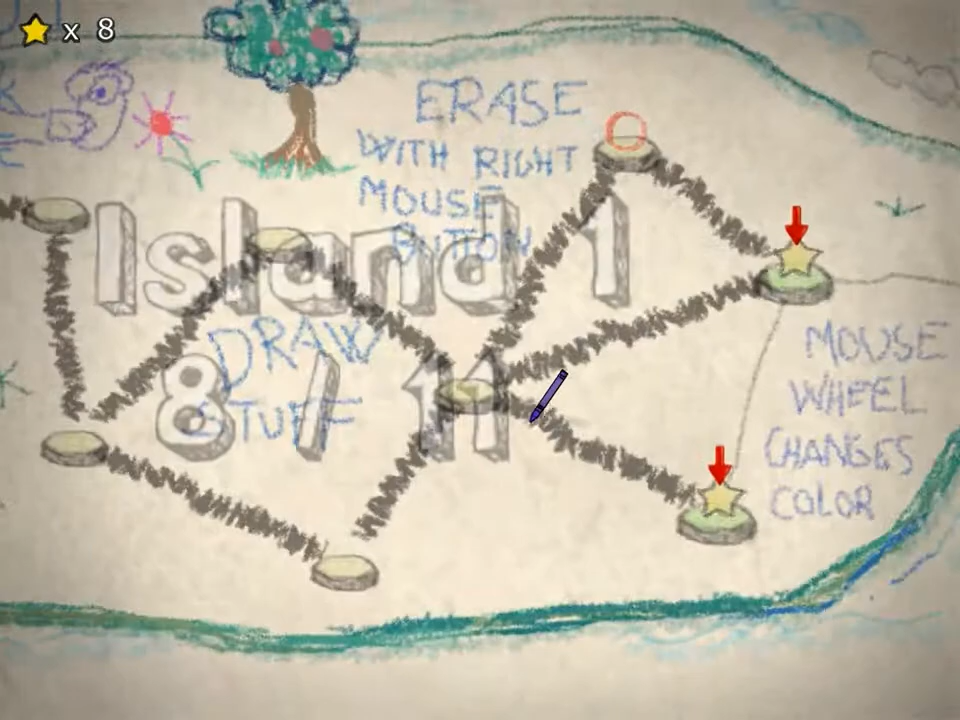 x 8
ERASE
WITH RIGHT
MOUSE
BUTTON
Island 1
DRAW
STUFF
8 / 11
MOUSE
WHEEL
CHANGES
COLOR